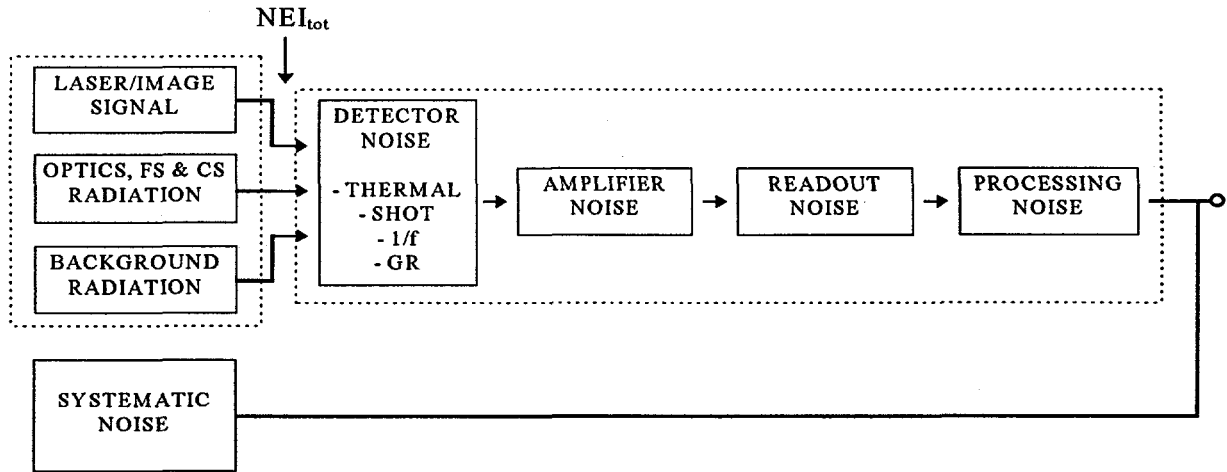 NEItot
LASER/IMAGE
SIGNAL
OPTICS, FS & CS
RADIATION
BACKGROUND
RADIATION
DETECTOR
NOISE
- THERMAL
- SHOT
- 1/f
- GR
AMPLIFIER
NOISE
READOUT
NOISE
PROCESSING
NOISE
SYSTEMATIC
NOISE